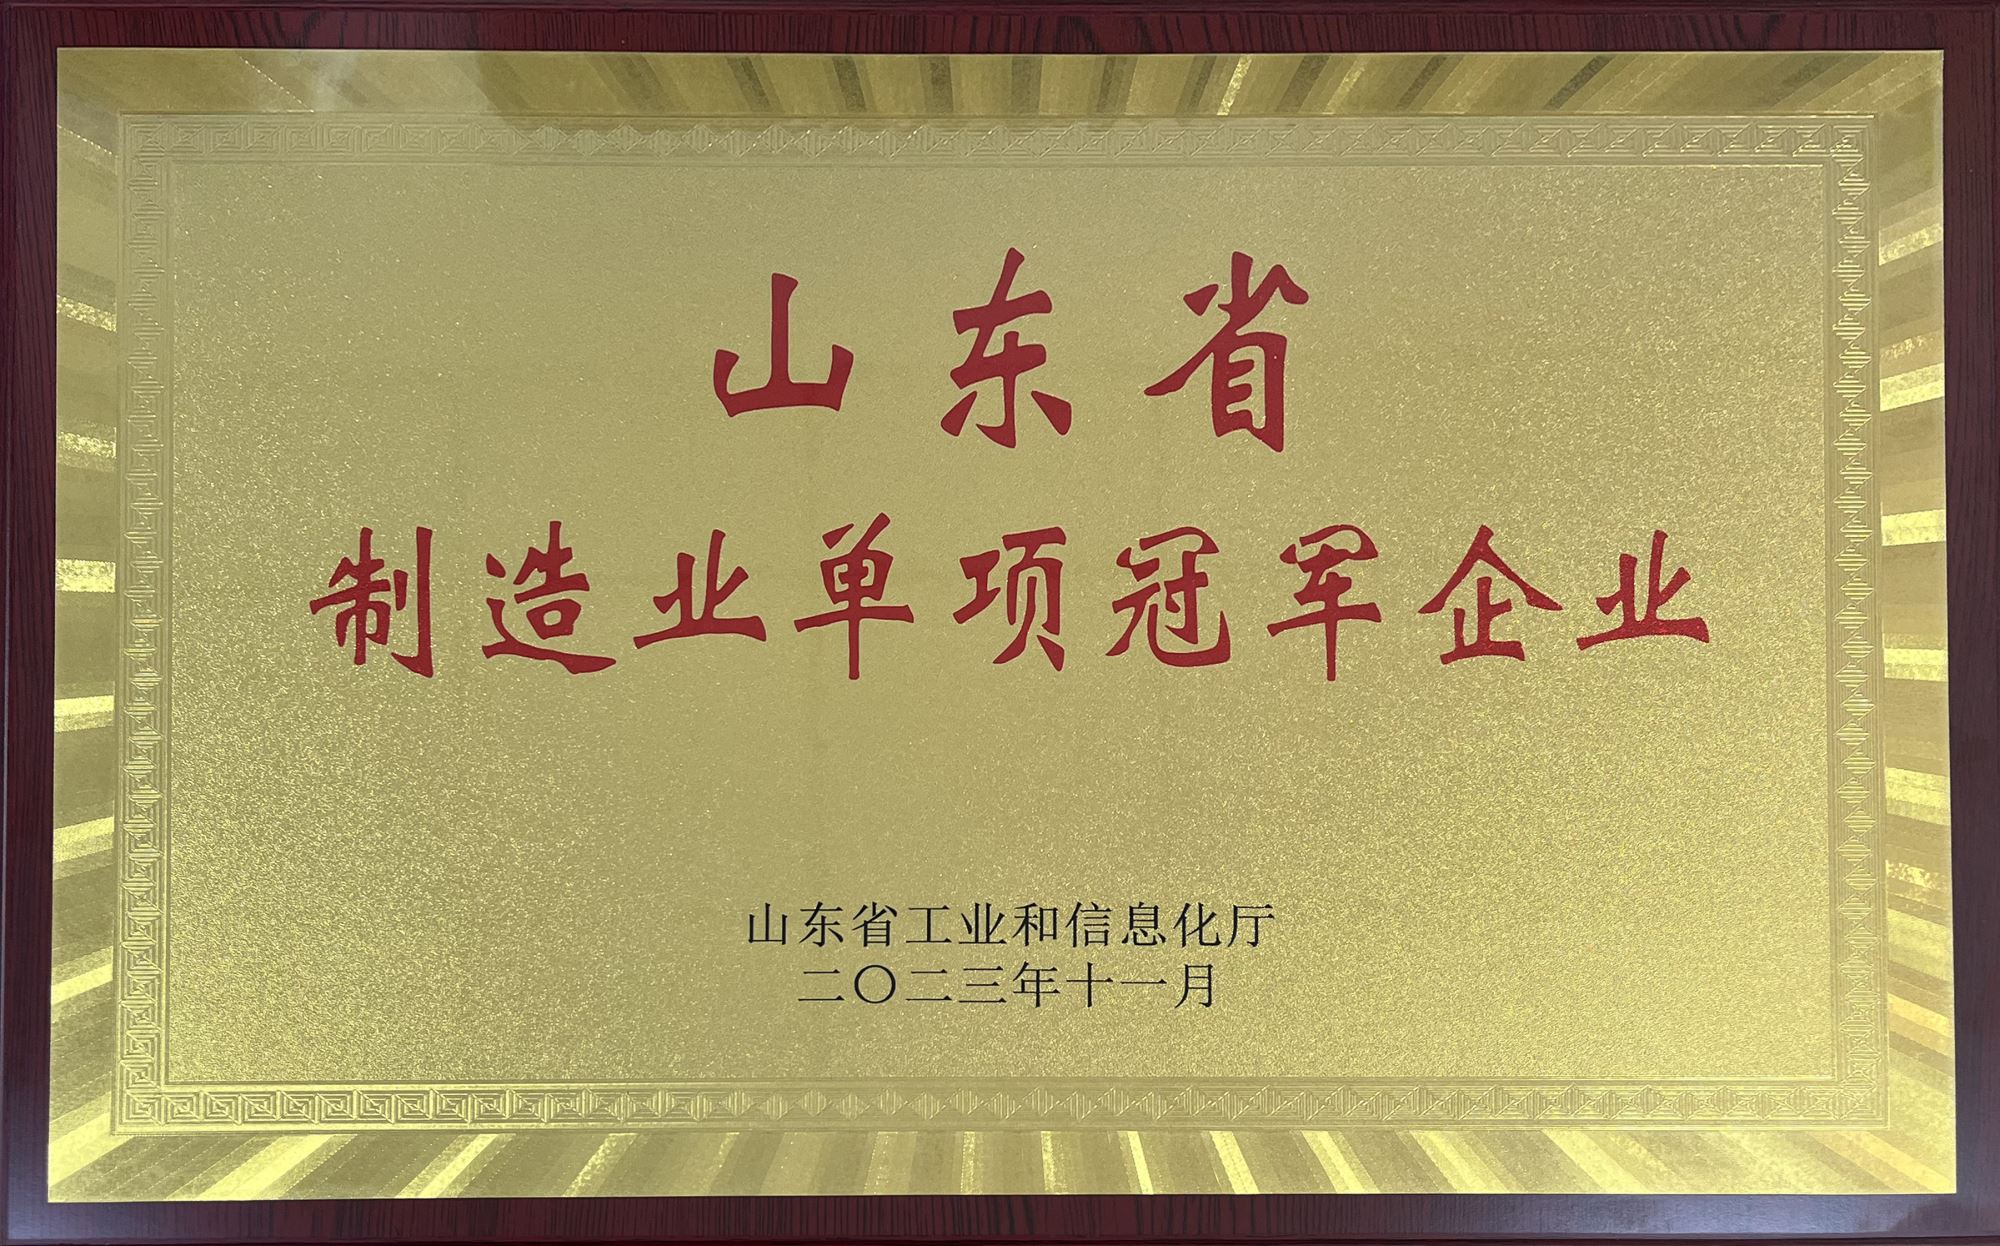 山东省
制造业单项冠军企业
山东省工业和信息化厅
二〇二三年十一月